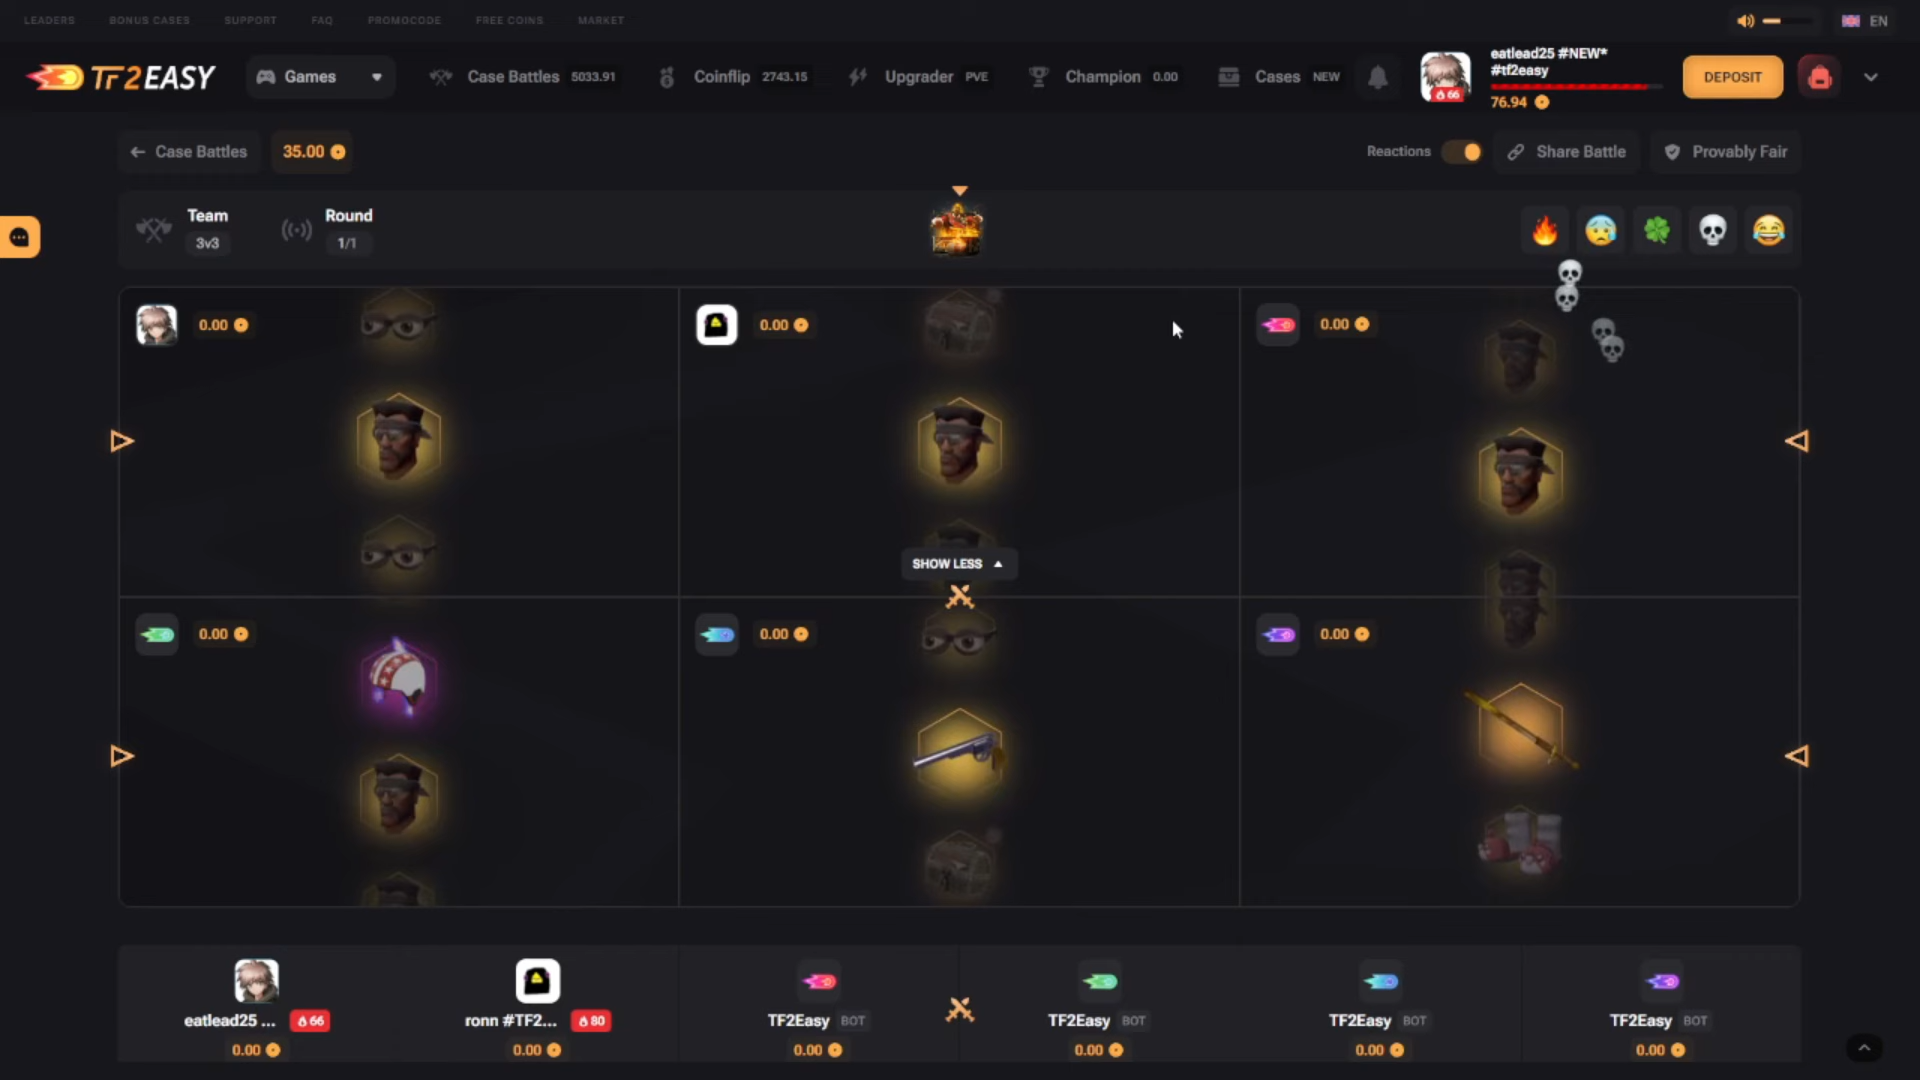 LEADERS BONUS CASES SUPPORT FAQ PROMOCODE FREE COINS MARKET EN
TF2EASY Games Case Battles 5033.91 Coinflip 2743.15 Upgrader PVE Champion 0.00 Cases NEW
eatlead25 #NEW*
#tf2easy
66
76.94
DEPOSIT
Case Battles 35.00 Reactions Share Battle Provably Fair
Team Round
3v3 1/1
0.00 0.00 0.00
SHOW LESS
0.00 0.00 0.00
eatlead25 ... 66 ronn #TF2... 80 TF2Easy BOT TF2Easy BOT TF2Easy BOT TF2Easy BOT
0.00 0.00 0.00 0.00 0.00 0.00